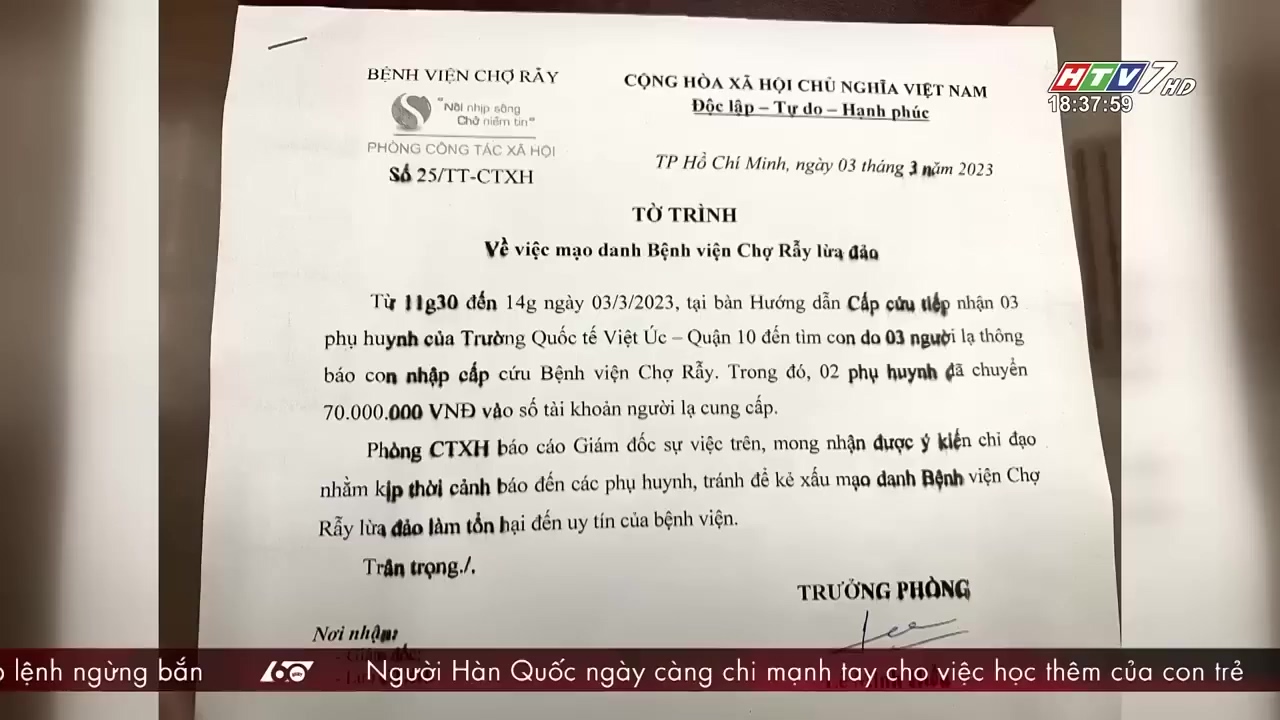 BỆNH VIỆN CHỢ RẪY
"Nối nhịp sống
Chở niềm tin"
PHÒNG CÔNG TÁC XÃ HỘI
Số 25/TT-CTXH
CỘNG HÒA XÃ HỘI CHỦ NGHĨA VIỆT NAM
Độc lập – Tự do – Hạnh phúc
TP Hồ Chí Minh, ngày 03 tháng 3 năm 2023
HTV7 HD
18:37:59
TỜ TRÌNH
Về việc mạo danh Bệnh viện Chợ Rẫy lừa đảo
Từ 11g30 đến 14g ngày 03/3/2023, tại bàn Hướng dẫn Cấp cứu tiếp nhận 03
phụ huynh của Trường Quốc tế Việt Úc – Quận 10 đến tìm con do 03 người lạ thông
báo con nhập cấp cứu Bệnh viện Chợ Rẫy. Trong đó, 02 phụ huynh đã chuyển
70.000.000 VNĐ vào số tài khoản người lạ cung cấp.
Phòng CTXH báo cáo Giám đốc sự việc trên, mong nhận được ý kiến chỉ đạo
nhằm kịp thời cảnh báo đến các phụ huynh, tránh để kẻ xấu mạo danh Bệnh viện Chợ
Rẫy lừa đảo làm tổn hại đến uy tín của bệnh viện.
Trân trọng./.
TRƯỞNG PHÒNG
Nơi nhận:
- Giám đốc;
lệnh ngừng bắn
60 GIÂY
Người Hàn Quốc ngày càng chi mạnh tay cho việc học thêm của con trẻ